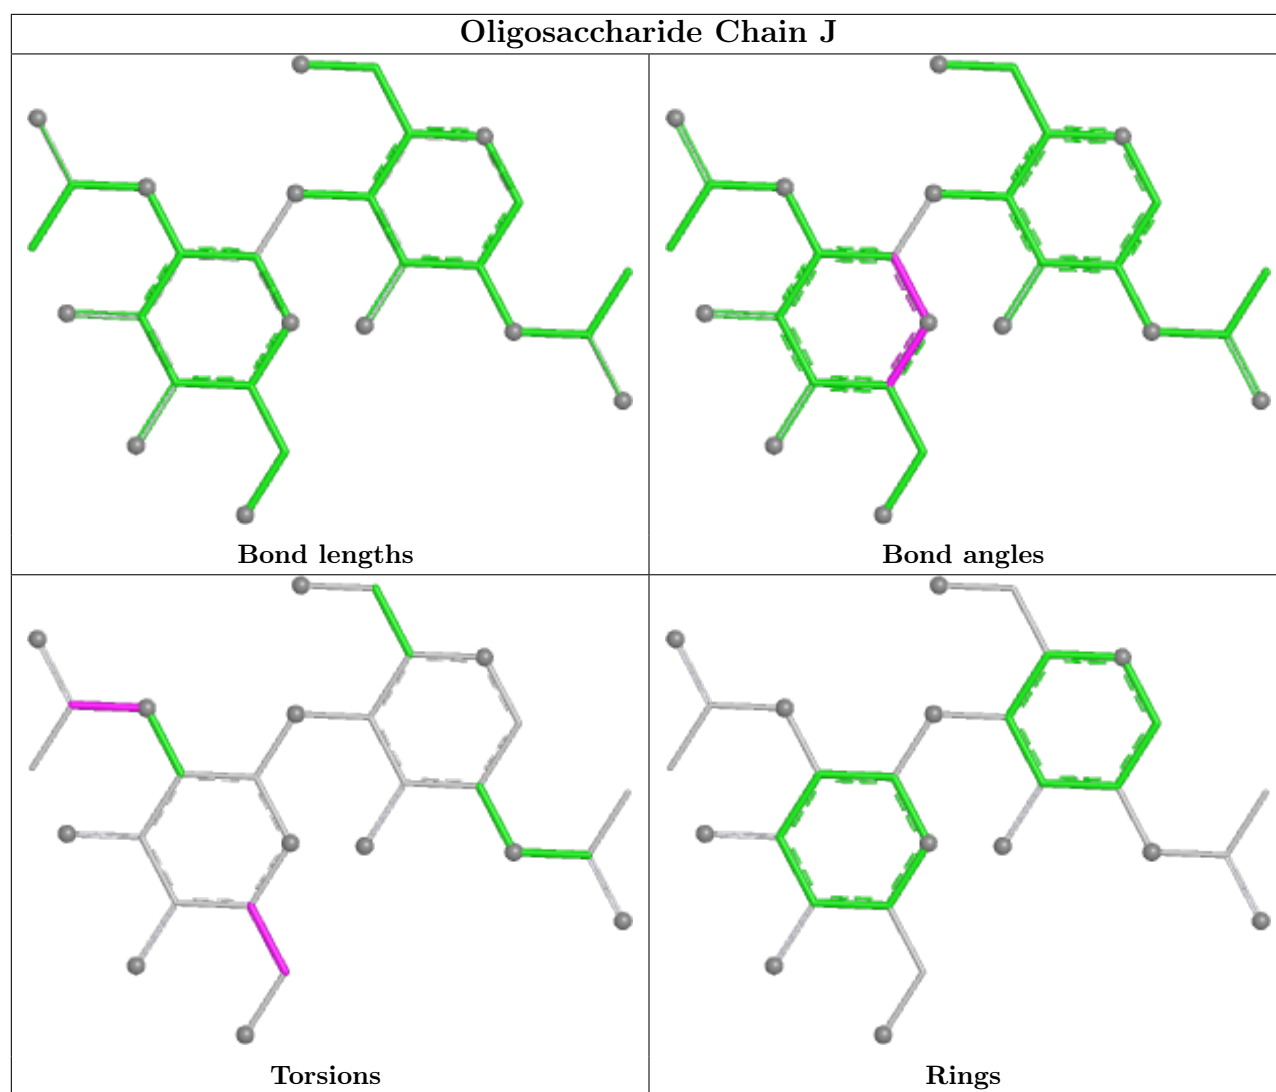 Oligosaccharide Chain J
Bond lengths
Bond angles
Torsions
Rings